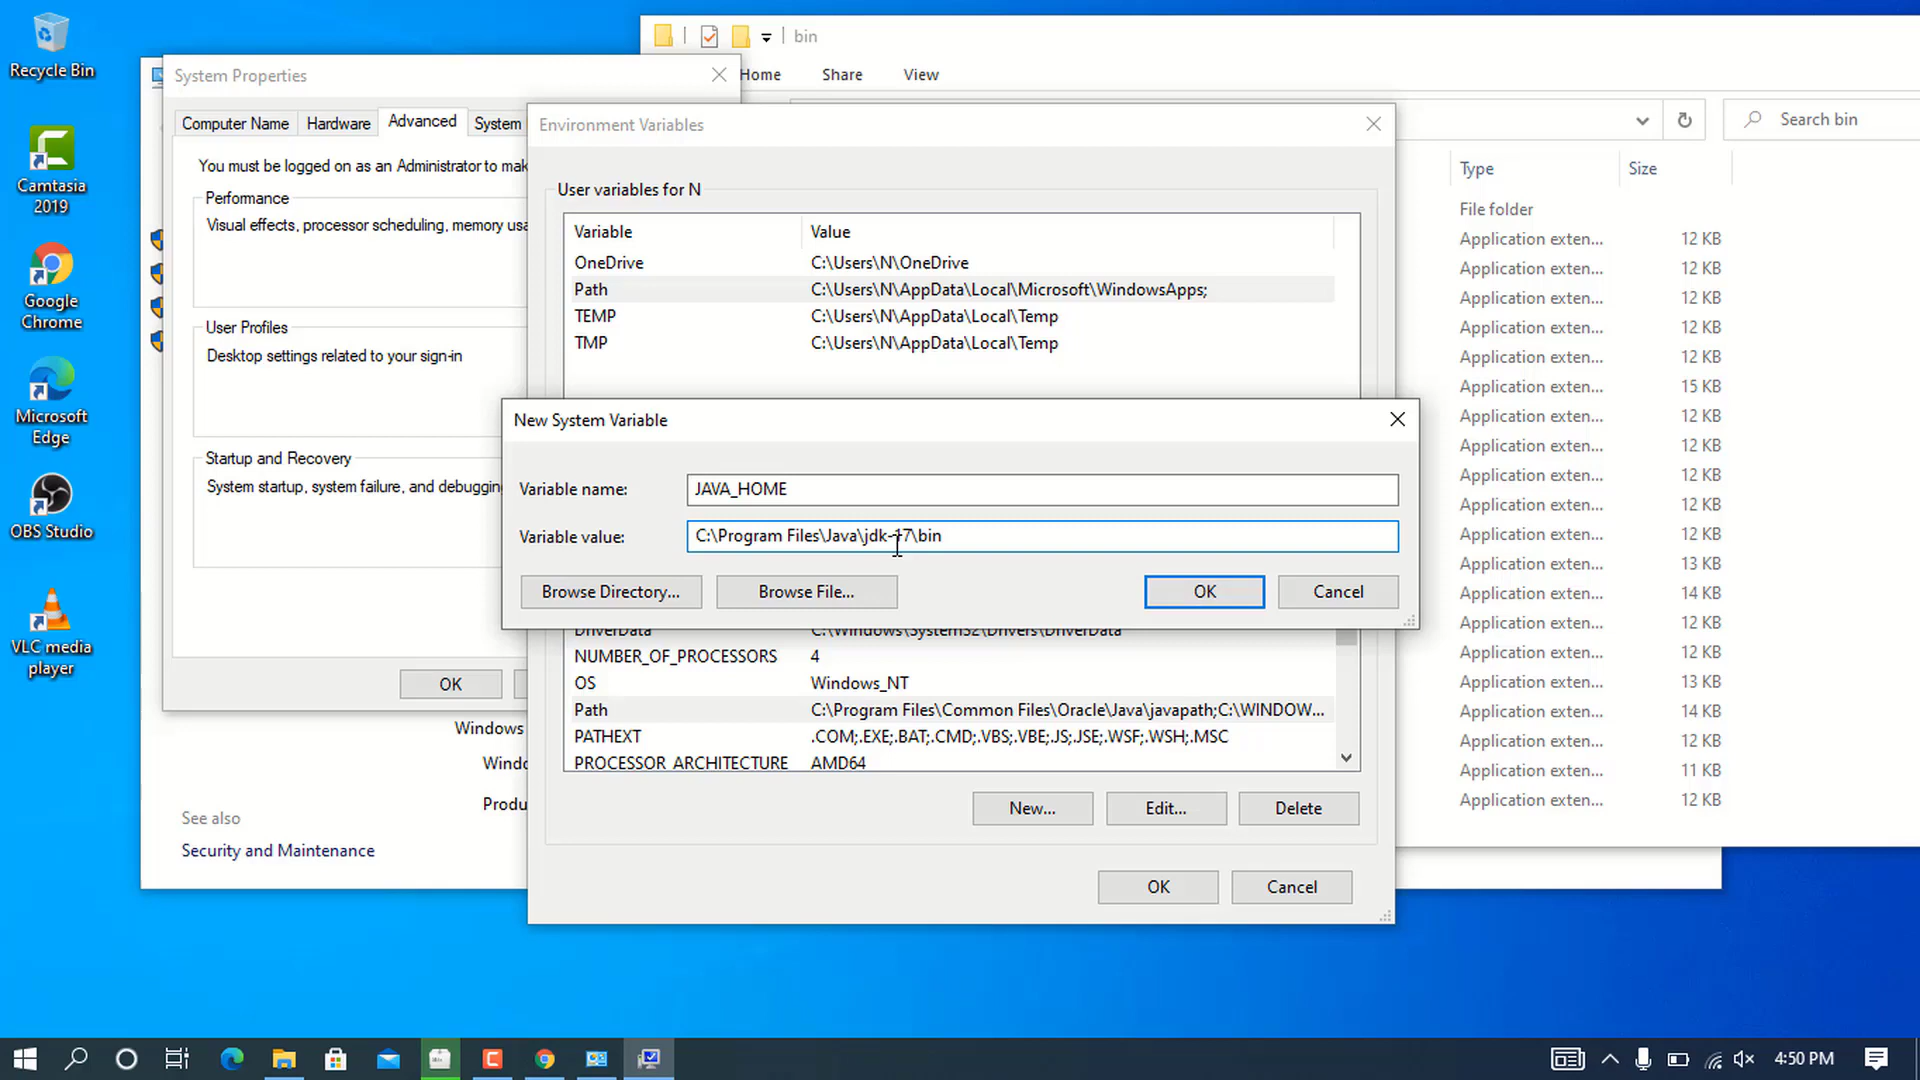 Recycle Bin
Camtasia
2019
Google
Chrome
Microsoft
Edge
OBS Studio
VLC media
player
bin
Home Share View
Search bin
Type Size
File folder
Application exten... 12 KB
Application exten... 12 KB
Application exten... 12 KB
Application exten... 12 KB
Application exten... 12 KB
Application exten... 15 KB
Application exten... 12 KB
Application exten... 12 KB
Application exten... 12 KB
Application exten... 12 KB
Application exten... 12 KB
Application exten... 13 KB
Application exten... 14 KB
Application exten... 12 KB
Application exten... 12 KB
Application exten... 13 KB
Application exten... 14 KB
Application exten... 12 KB
Application exten... 11 KB
Application exten... 12 KB
System Properties
Computer Name Hardware Advanced System
You must be logged on as an Administrator to mak
Performance
Visual effects, processor scheduling, memory usa
User Profiles
Desktop settings related to your sign-in
Startup and Recovery
System startup, system failure, and debugging
OK
Windows
Windo
Produ
See also
Security and Maintenance
Environment Variables
User variables for N
Variable Value
OneDrive C:\Users\N\OneDrive
Path C:\Users\N\AppData\Local\Microsoft\WindowsApps;
TEMP C:\Users\N\AppData\Local\Temp
TMP C:\Users\N\AppData\Local\Temp
New System Variable
Variable name: JAVA_HOME
Variable value: C:\Program Files\Java\jdk-17\bin
Browse Directory... Browse File... OK Cancel
DriverData C:\Windows\System32\Drivers\DriverData
NUMBER_OF_PROCESSORS 4
OS Windows_NT
Path C:\Program Files\Common Files\Oracle\Java\javapath;C:\WINDOW...
PATHEXT .COM;.EXE;.BAT;.CMD;.VBS;.VBE;.JS;.JSE;.WSF;.WSH;.MSC
PROCESSOR_ARCHITECTURE AMD64
New... Edit... Delete
OK Cancel
4:50 PM